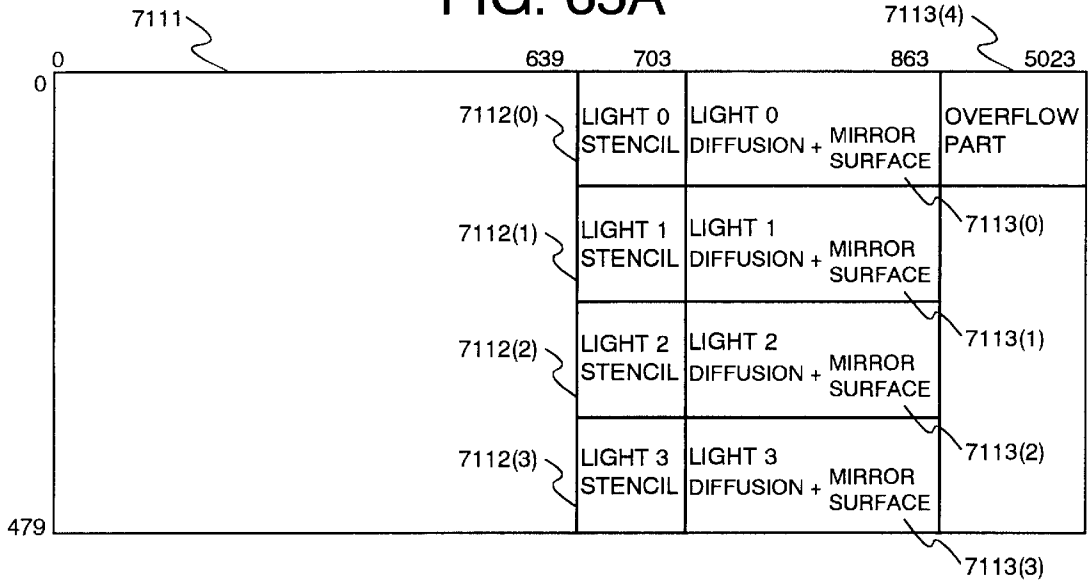 FIG. 63A
7111
7113(4)
0
639
703
863
5023
0
7112(0)
LIGHT 0
STENCIL
LIGHT 0
DIFFUSION + MIRROR
SURFACE
OVERFLOW
PART
7113(0)
7112(1)
LIGHT 1
STENCIL
LIGHT 1
DIFFUSION + MIRROR
SURFACE
7113(1)
7112(2)
LIGHT 2
STENCIL
LIGHT 2
DIFFUSION + MIRROR
SURFACE
7113(2)
7112(3)
LIGHT 3
STENCIL
LIGHT 3
DIFFUSION + MIRROR
SURFACE
479
7113(3)